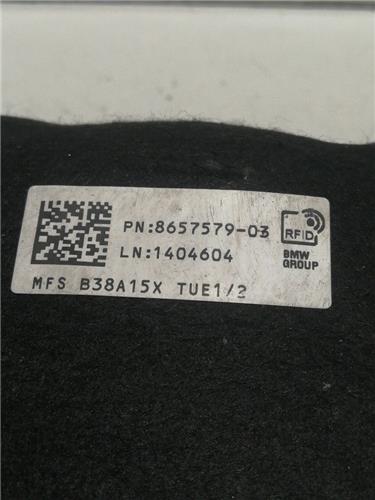 PN:8657579-03
LN:1404604
RFID
BMW
GROUP
MFS B38A15X TUE1/2